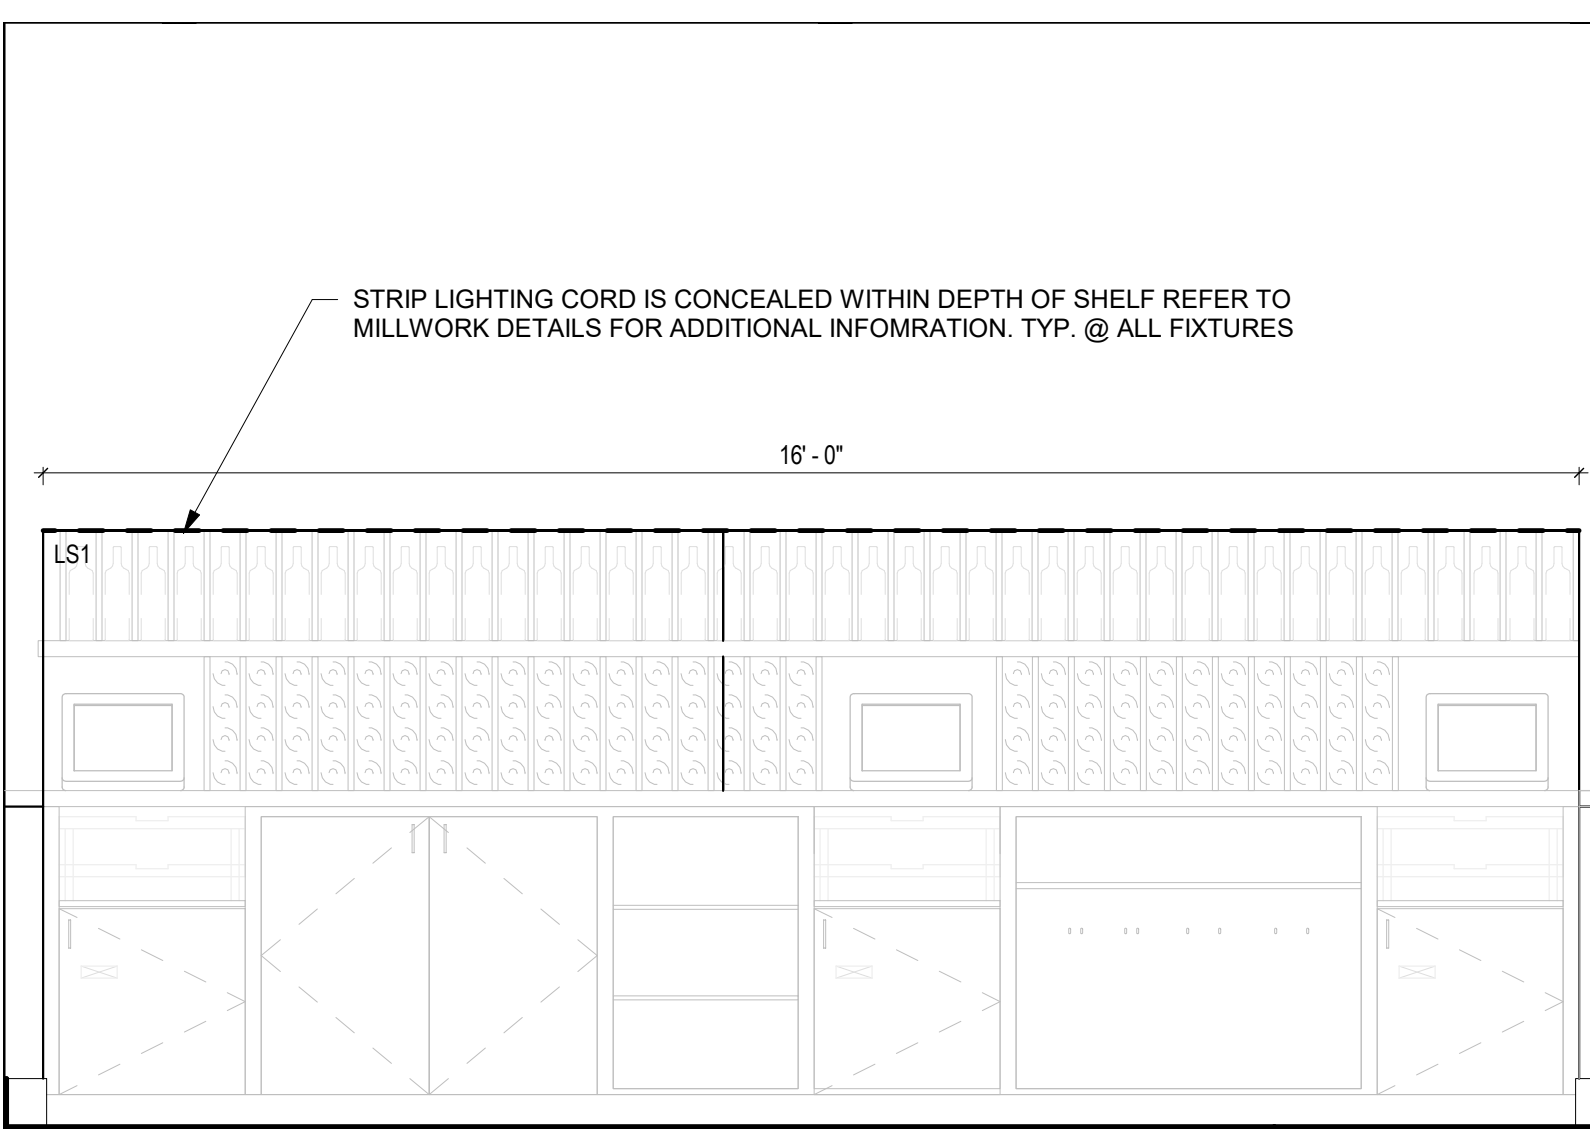 STRIP LIGHTING CORD IS CONCEALED WITHIN DEPTH OF SHELF REFER TO
MILLWORK DETAILS FOR ADDITIONAL INFOMRATION. TYP. @ ALL FIXTURES
16' - 0"
LS1